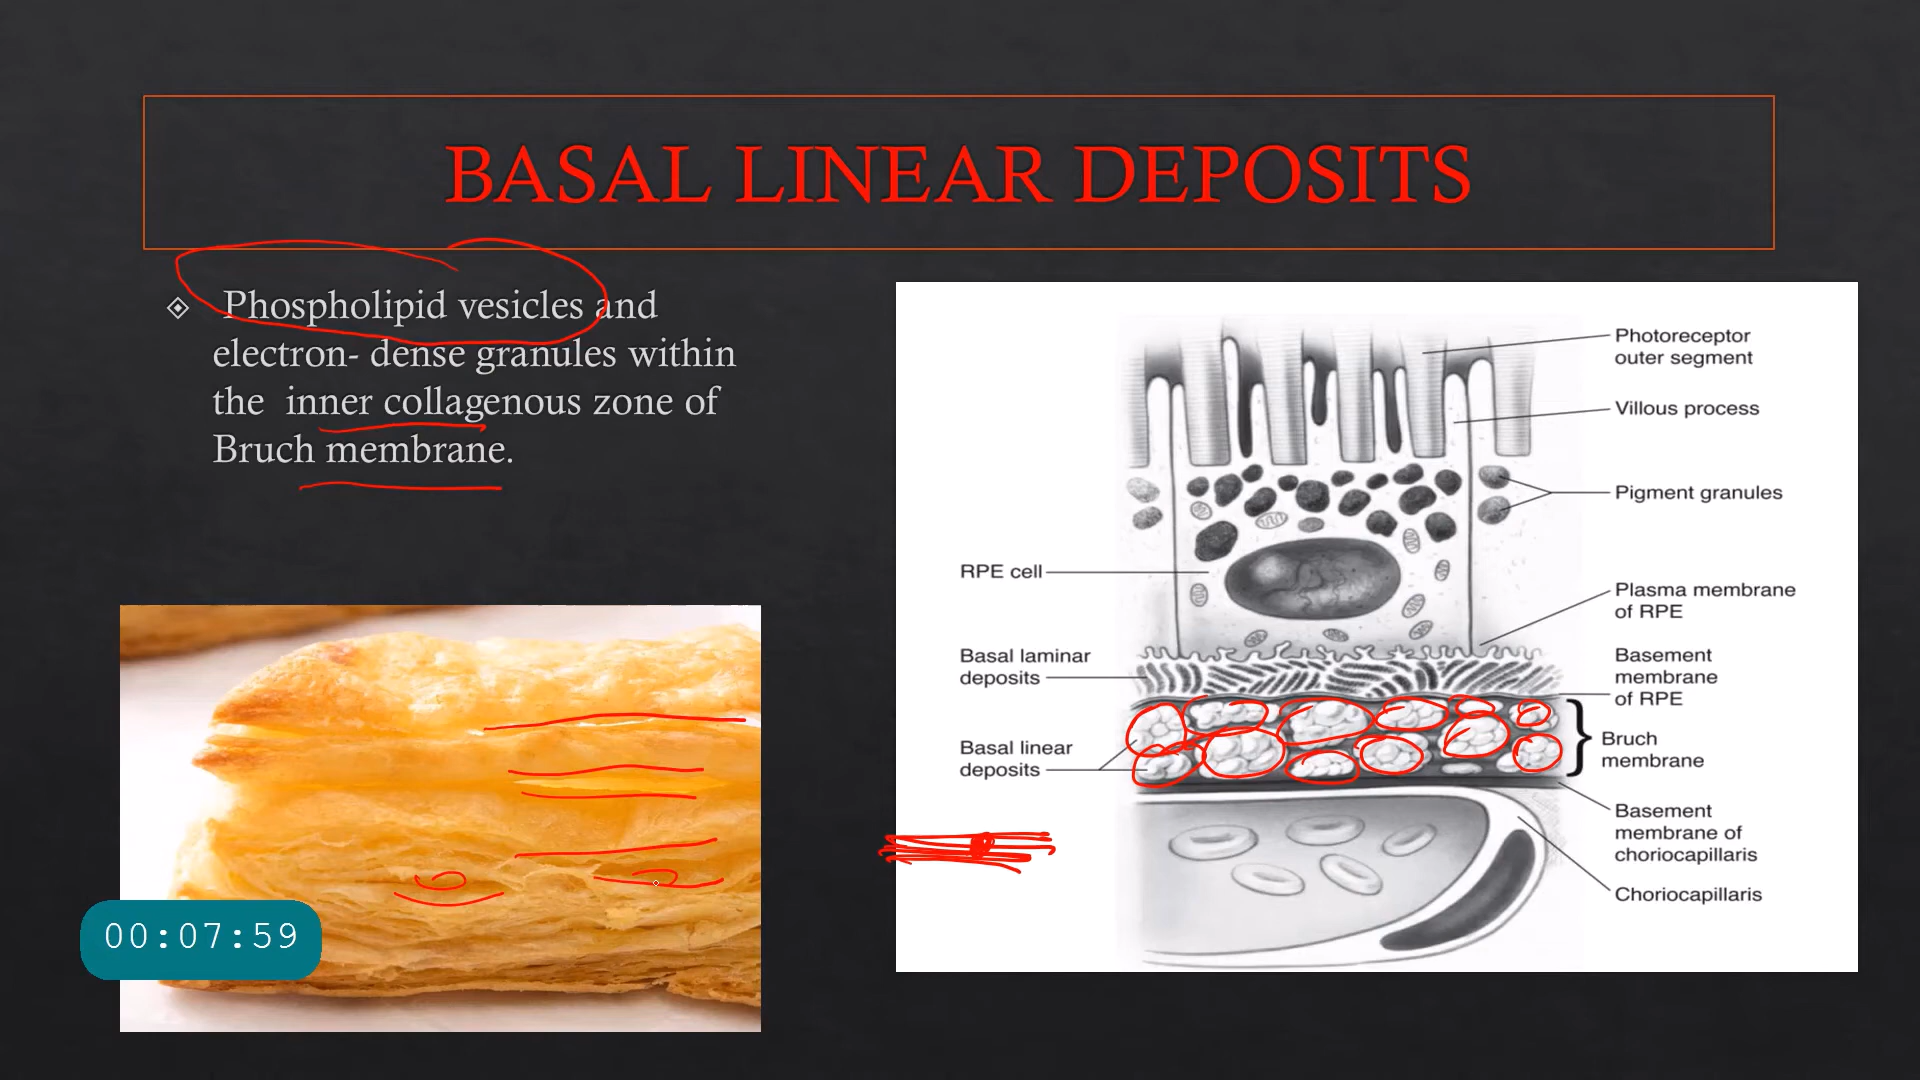 BASAL LINEAR DEPOSITS
Phospholipid vesicles and
electron- dense granules within
the inner collagenous zone of
Bruch membrane.
Photoreceptor
outer segment
Villous process
Pigment granules
RPE cell
Plasma membrane
of RPE
Basal laminar
deposits
Basement
membrane
of RPE
Basal linear
deposits
Bruch
membrane
Basement
membrane of
choriocapillaris
Choriocapillaris
00:07:59